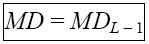 MD = MD_{L-1}